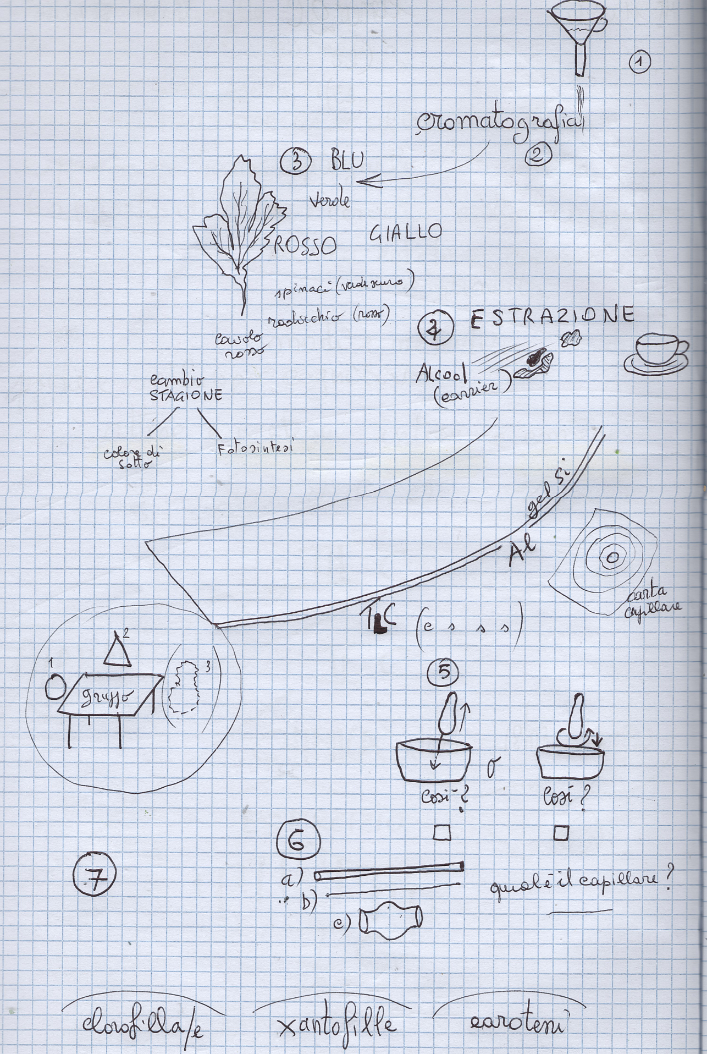 1
cromatografia
2
3 BLU
verde
ROSSO GIALLO
spinaci (verde scuro)
radicchio (rosso)
cavolo
rosso
4 ESTRAZIONE
Alcool
(carrier)
cambio
STAGIONE
colore di
sotto
Fotosintesi
gel Si
Al
TLC
carta
capillare
1
2
3
gruppo
5
o
Così? Così?
6
a)
b)
c)
qual è il capillare?
7
clorofilla/e xantofille caroteni